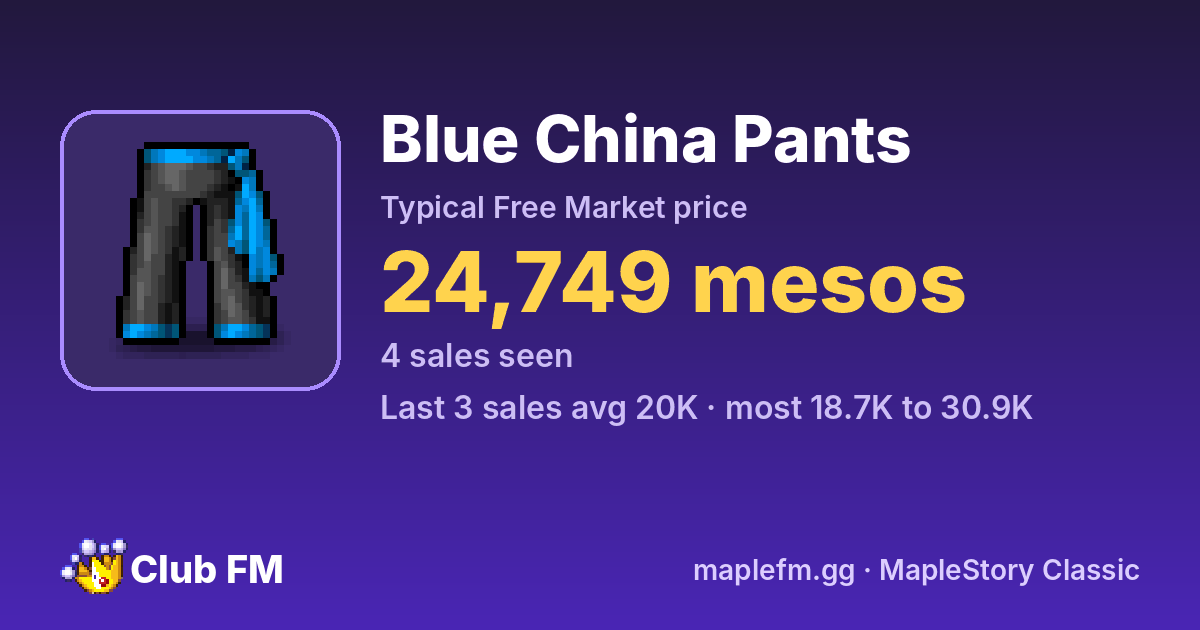 Blue China Pants
Typical Free Market price
24,749 mesos
4 sales seen
Last 3 sales avg 20K · most 18.7K to 30.9K
Club FM
maplefm.gg · MapleStory Classic